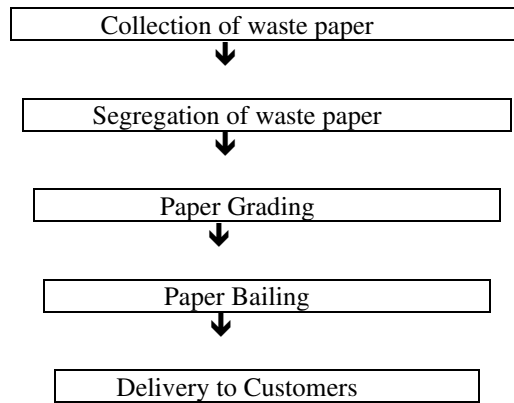 Collection of waste paper
Segregation of waste paper
Paper Grading
Paper Bailing
Delivery to Customers